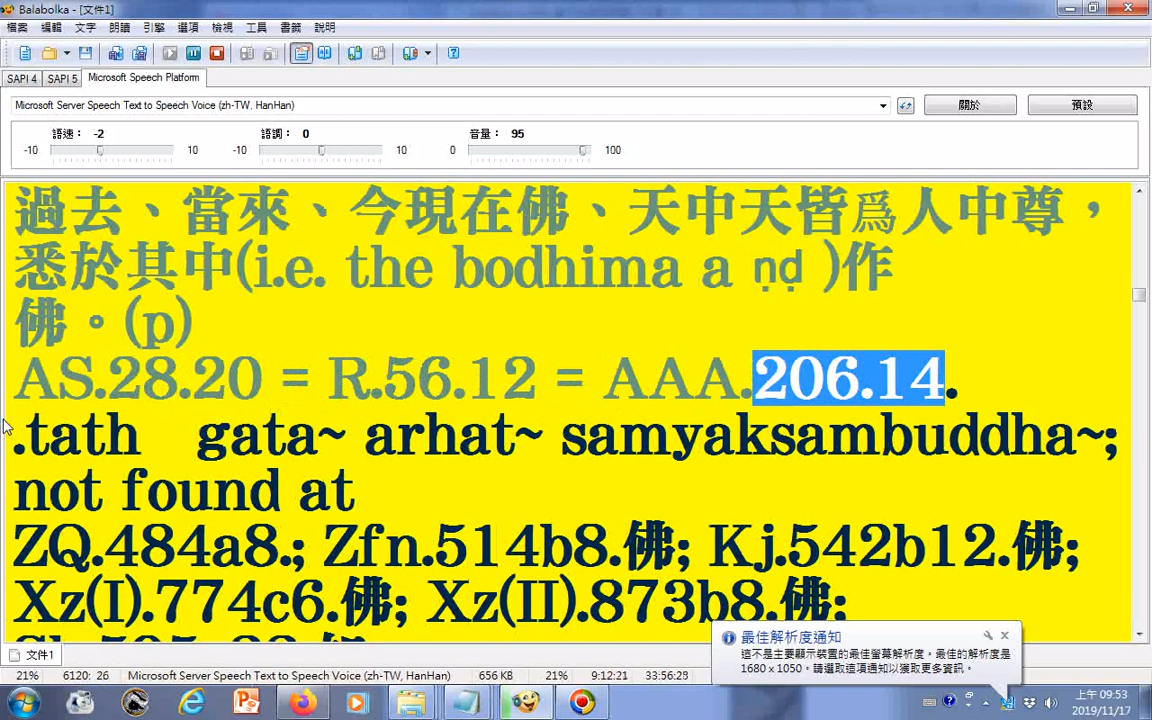 Balabolka - [文件1]
檔案 編輯 文字 朗讀 引擎 選項 檢視 工具 書籤 說明
SAPI 4 SAPI 5 Microsoft Speech Platform
Microsoft Server Speech Text to Speech Voice (zh-TW, HanHan) 關於 預設
語速： -2 語調： 0 音量： 95
-10 10 -10 10 0 100
過去、當來、今現在佛、天中天皆爲人中尊，
悉於其中(i.e. the bodhima a ṇḍ )作
佛。(p)
AS.28.20 = R.56.12 = AAA.206.14.
.tath gata~ arhat~ samyaksambuddha~;
not found at
ZQ.484a8.; Zfn.514b8.佛; Kj.542b12.佛;
Xz(I).774c6.佛; Xz(II).873b8.佛;
最佳解析度通知
這不是主要顯示裝置的最佳螢幕解析度。最佳的解析度是
1680 x 1050。請選取這項通知以獲取更多資訊。
文件1
21% 6120: 26 Microsoft Server Speech Text to Speech Voice (zh-TW, HanHan) 656 KB 21% 9:12:21 33:56:28
上午 09:53
2019/11/17